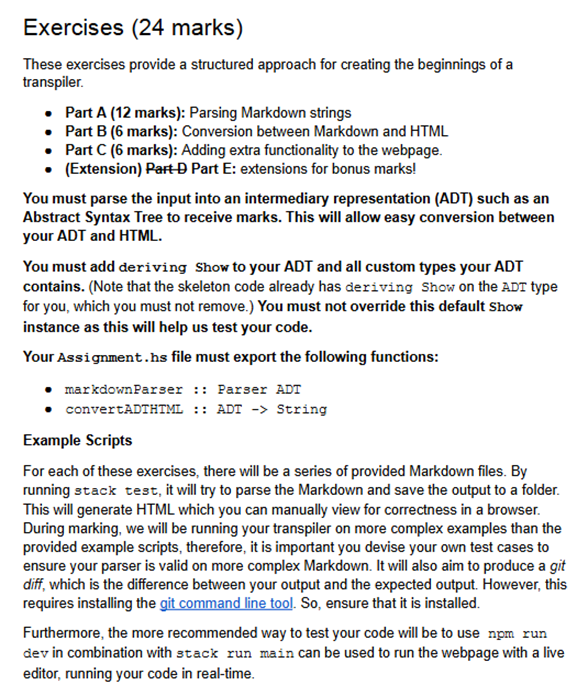 Exercises (24 marks)
These exercises provide a structured approach for creating the beginnings of a
transpiler.
• Part A (12 marks): Parsing Markdown strings
• Part B (6 marks): Conversion between Markdown and HTML
• Part C (6 marks): Adding extra functionality to the webpage.
• (Extension) Part D Part E: extensions for bonus marks!
You must parse the input into an intermediary representation (ADT) such as an
Abstract Syntax Tree to receive marks. This will allow easy conversion between
your ADT and HTML.
You must add deriving Show to your ADT and all custom types your ADT
contains. (Note that the skeleton code already has deriving Show on the ADT type
for you, which you must not remove.) You must not override this default Show
instance as this will help us test your code.
Your Assignment.hs file must export the following functions:
• markdownParser :: Parser ADT
• convertADTHTML :: ADT -> String
Example Scripts
For each of these exercises, there will be a series of provided Markdown files. By
running stack test, it will try to parse the Markdown and save the output to a folder.
This will generate HTML which you can manually view for correctness in a browser.
During marking, we will be running your transpiler on more complex examples than the
provided example scripts, therefore, it is important you devise your own test cases to
ensure your parser is valid on more complex Markdown. It will also aim to produce a git
diff, which is the difference between your output and the expected output. However, this
requires installing the git command line tool. So, ensure that it is installed.
Furthermore, the more recommended way to test your code will be to use npm run
dev in combination with stack run main can be used to run the webpage with a live
editor, running your code in real-time.